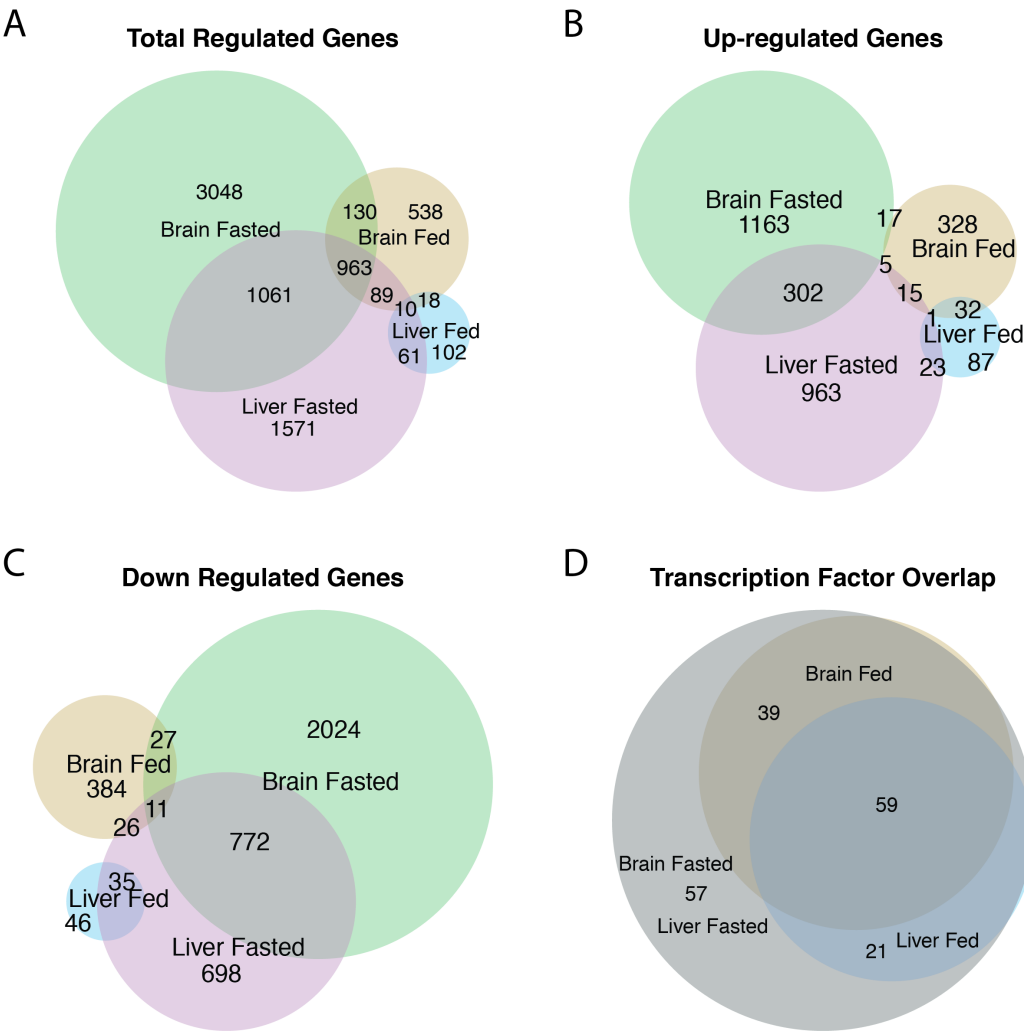 A
Total Regulated Genes
3048
Brain Fasted
130
538
Brain Fed
963
1061
89
10
18
Liver Fed
61
102
Liver Fasted
1571
B
Up-regulated Genes
Brain Fasted
1163
17
328
Brain Fed
5
302
15
1
32
Liver Fed
23
87
Liver Fasted
963
C
Down Regulated Genes
27
2024
Brain Fed
384
Brain Fasted
11
26
772
35
Liver Fed
46
Liver Fasted
698
D
Transcription Factor Overlap
Brain Fed
39
59
Brain Fasted
57
Liver Fasted
21
Liver Fed